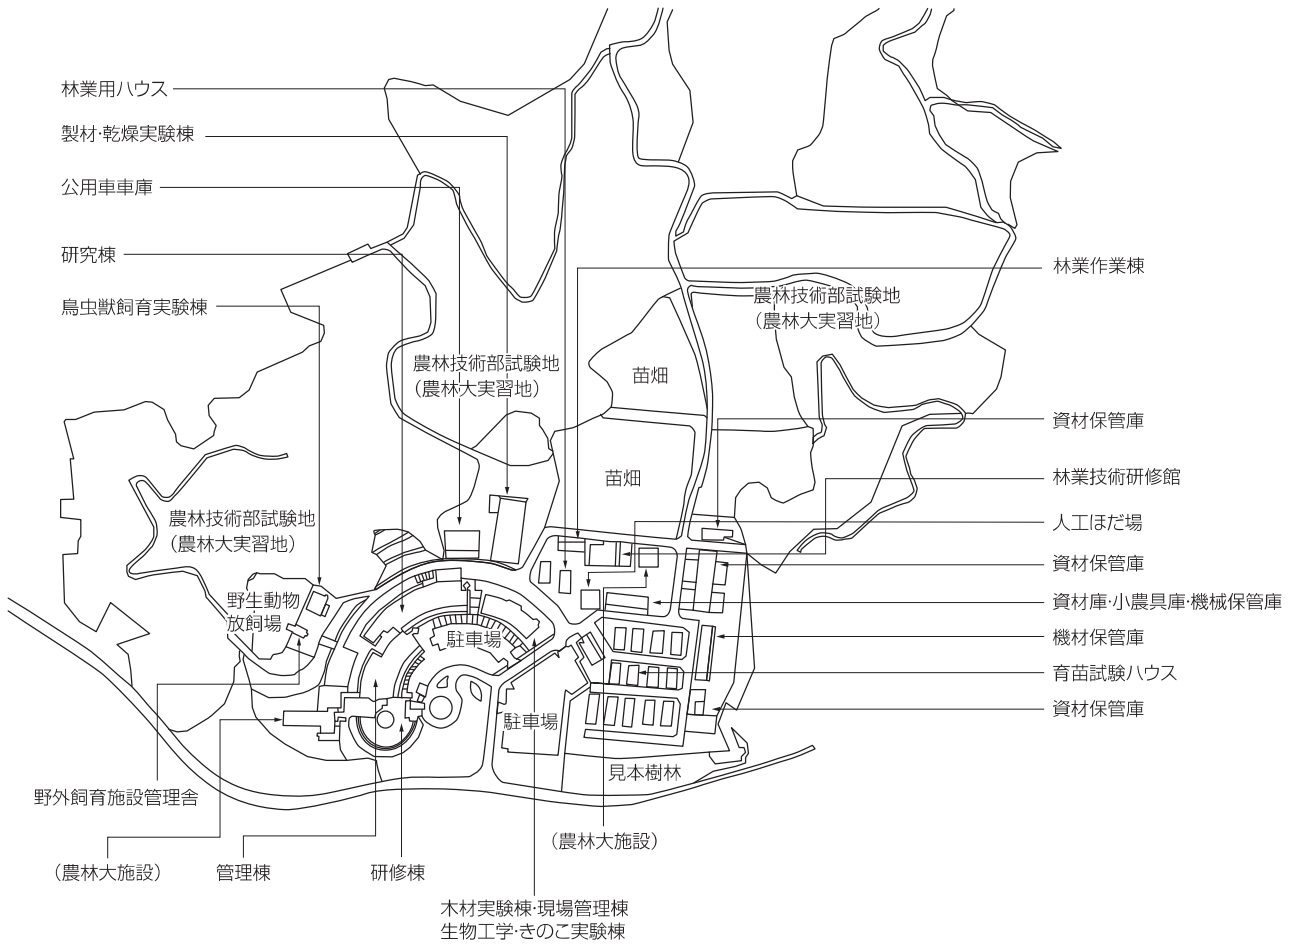 林業用ハウス
製材・乾燥実験棟
公用車車庫
研究棟
鳥虫獣飼育実験棟
林業作業棟
農林技術部試験地
（農林大実習地）
農林技術部試験地
（農林大実習地）
苗畑
資材保管庫
苗畑
林業技術研修館
農林技術部試験地
（農林大実習地）
人工ほだ場
資材保管庫
野生動物
放飼場
資材庫・小農具庫・機械保管庫
駐車場
機材保管庫
育苗試験ハウス
資材保管庫
駐車場
見本樹林
野外飼育施設管理舎
（農林大施設）
（農林大施設）
管理棟
研修棟
木材実験棟・現場管理棟
生物工学・きのこ実験棟